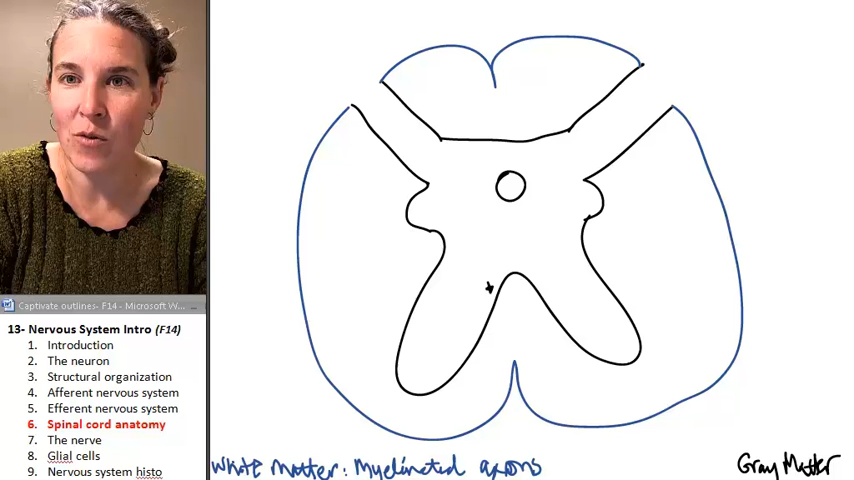 Captivate outlines- F14 - Microsoft W...
13- Nervous System Intro (F14)
1. Introduction
2. The neuron
3. Structural organization
4. Afferent nervous system
5. Efferent nervous system
6. Spinal cord anatomy
7. The nerve
8. Glial cells
9. Nervous system histo
White Matter: Myelinated axons
Gray Matter